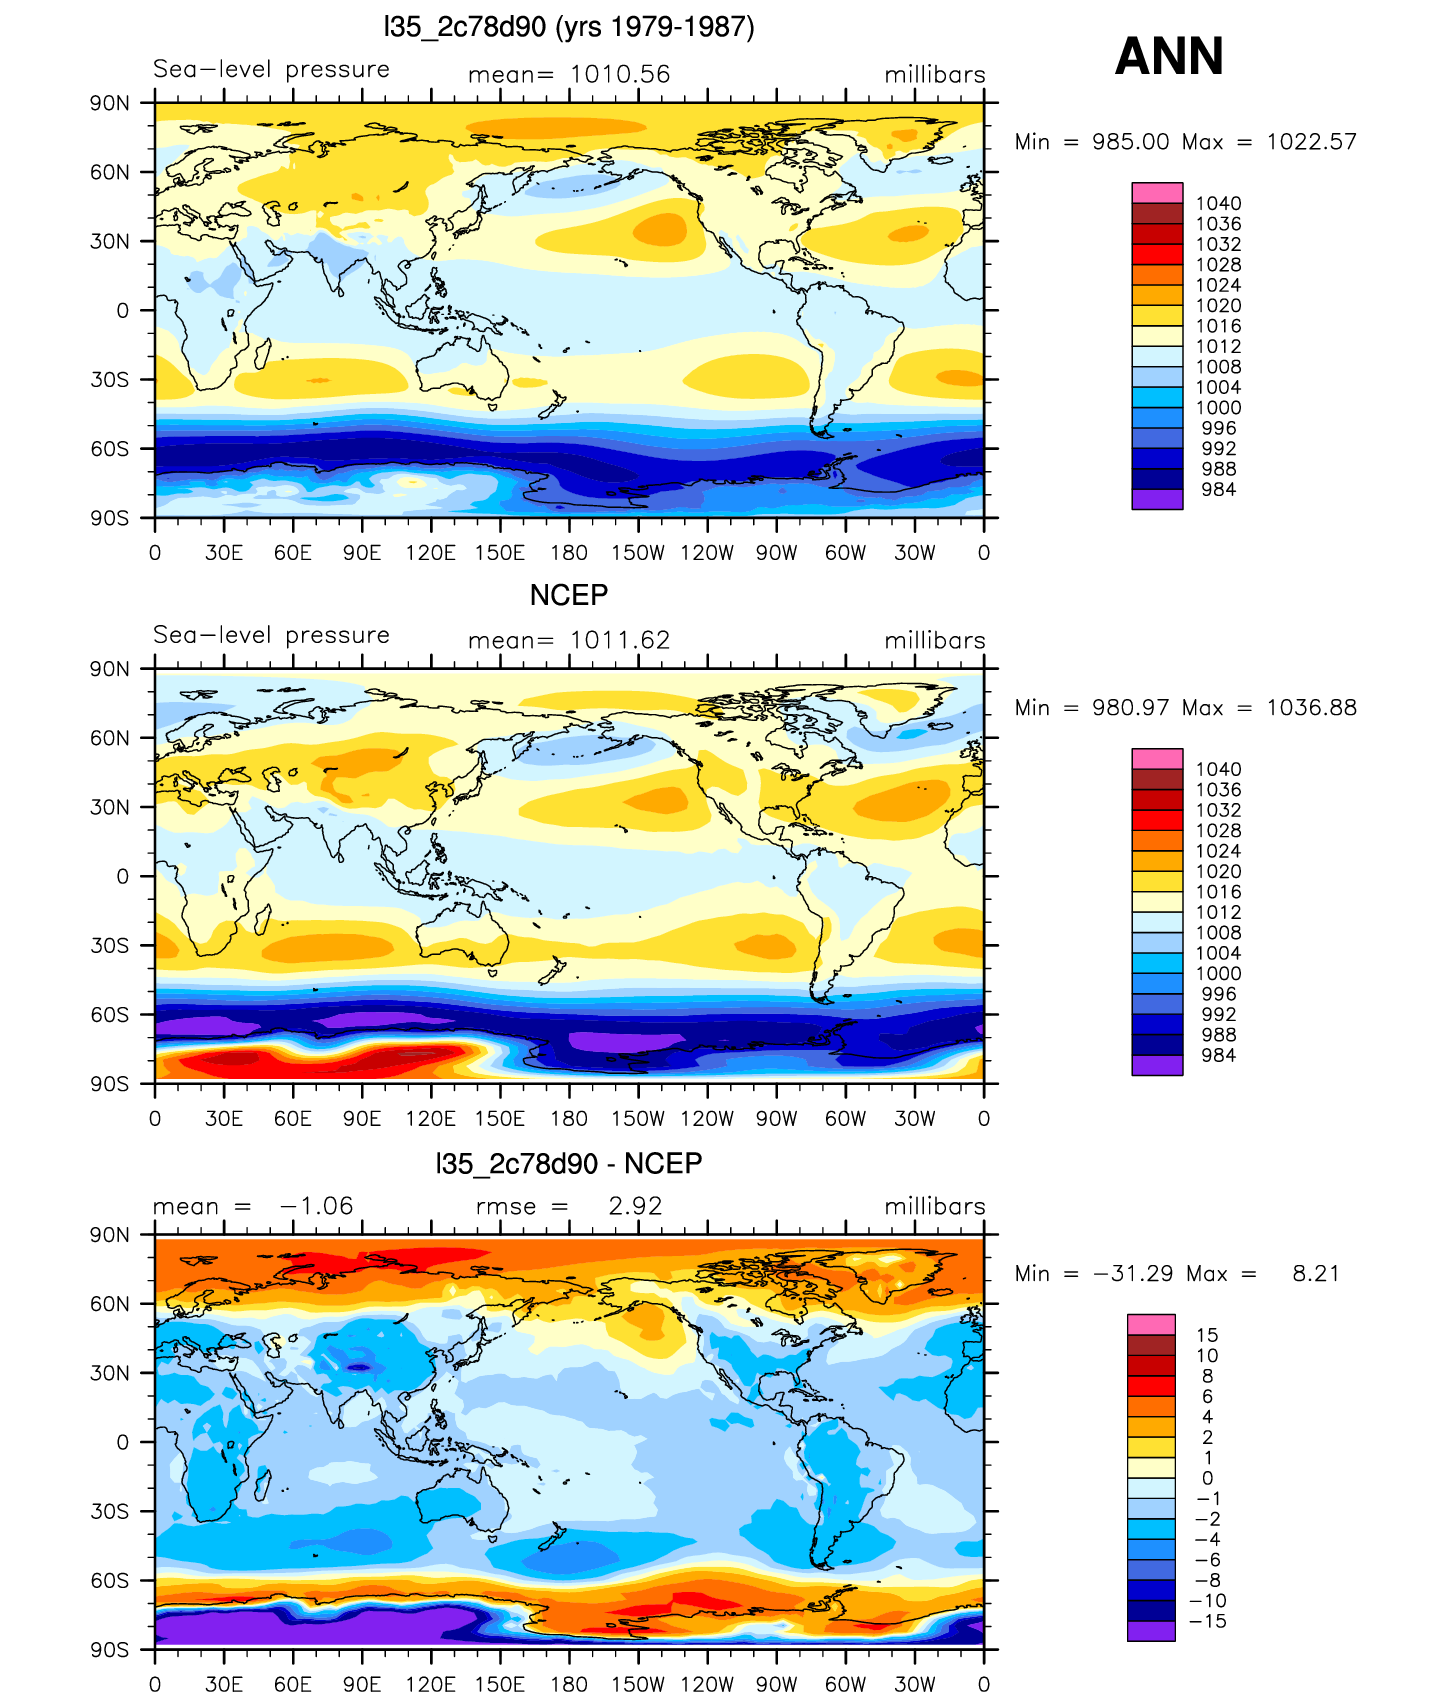 l35_2c78d90 (yrs 1979-1987)
ANN
Sea-level pressure mean= 1010.56 millibars
Min = 985.00 Max = 1022.57
90N
60N
30N
0
30S
60S
90S
0 30E 60E 90E 120E 150E 180 150W 120W 90W 60W 30W 0
1040
1036
1032
1028
1024
1020
1016
1012
1008
1004
1000
996
992
988
984
NCEP
Sea-level pressure mean= 1011.62 millibars
Min = 980.97 Max = 1036.88
90N
60N
30N
0
30S
60S
90S
0 30E 60E 90E 120E 150E 180 150W 120W 90W 60W 30W 0
1040
1036
1032
1028
1024
1020
1016
1012
1008
1004
1000
996
992
988
984
l35_2c78d90 - NCEP
mean = -1.06 rmse = 2.92 millibars
Min = -31.29 Max = 8.21
90N
60N
30N
0
30S
60S
90S
0 30E 60E 90E 120E 150E 180 150W 120W 90W 60W 30W 0
15
10
8
6
4
2
1
0
-1
-2
-4
-6
-8
-10
-15